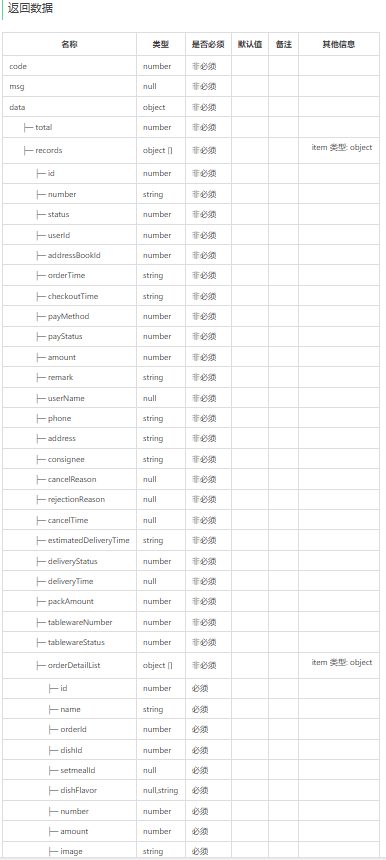 返回数据
名称 类型 是否必须 默认值 备注 其他信息
code number 非必须
msg null 非必须
data object 非必须
├─ total number 非必须
├─ records object [] 非必须 item 类型: object
├─ id number 非必须
├─ number string 非必须
├─ status number 非必须
├─ userId number 非必须
├─ addressBookId number 非必须
├─ orderTime string 非必须
├─ checkoutTime string 非必须
├─ payMethod number 非必须
├─ payStatus number 非必须
├─ amount number 非必须
├─ remark string 非必须
├─ userName null 非必须
├─ phone string 非必须
├─ address string 非必须
├─ consignee string 非必须
├─ cancelReason null 非必须
├─ rejectionReason null 非必须
├─ cancelTime null 非必须
├─ estimatedDeliveryTime string 非必须
├─ deliveryStatus number 非必须
├─ deliveryTime null 非必须
├─ packAmount number 非必须
├─ tablewareNumber number 非必须
├─ tablewareStatus number 非必须
├─ orderDetailList object [] 非必须 item 类型: object
├─ id number 必须
├─ name string 必须
├─ orderId number 必须
├─ dishId number 必须
├─ setmealId null 必须
├─ dishFlavor null,string 必须
├─ number number 必须
├─ amount number 必须
├─ image string 必须